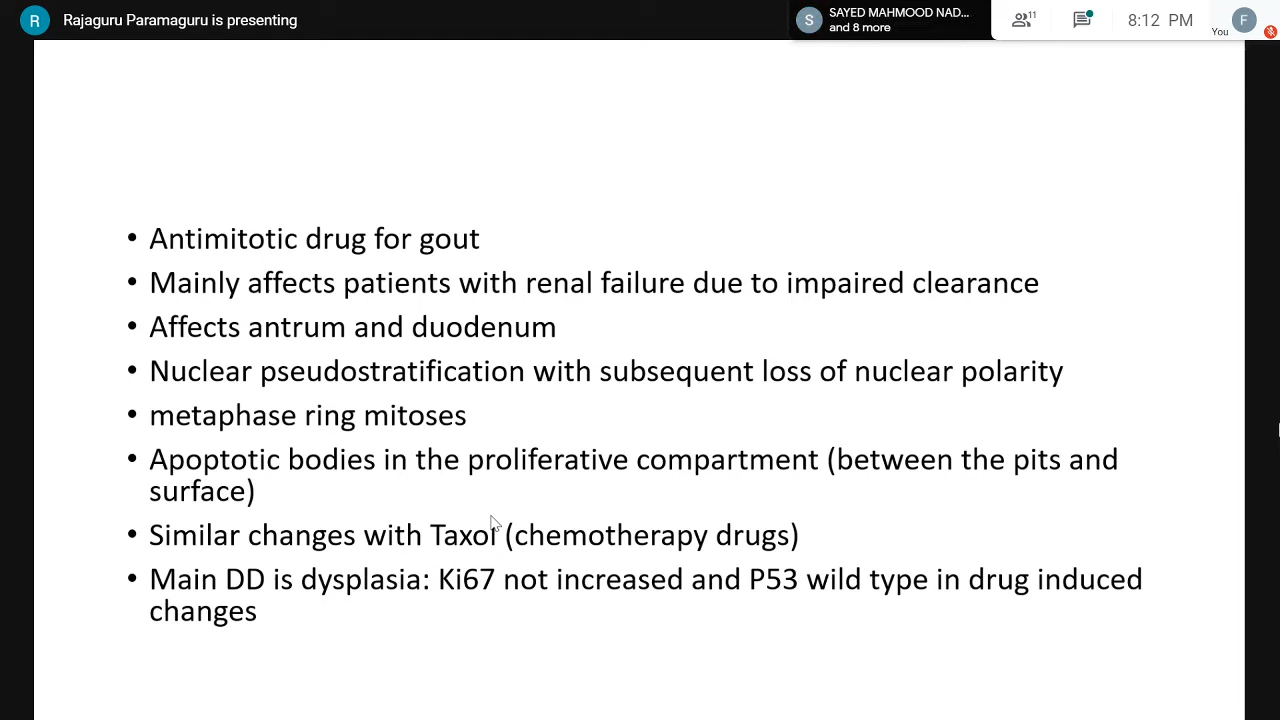 R Rajaguru Paramaguru is presenting
S SAYED MAHMOOD NAD...
and 8 more
11
8:12 PM
You
F
• Antimitotic drug for gout
• Mainly affects patients with renal failure due to impaired clearance
• Affects antrum and duodenum
• Nuclear pseudostratification with subsequent loss of nuclear polarity
• metaphase ring mitoses
• Apoptotic bodies in the proliferative compartment (between the pits and
surface)
• Similar changes with Taxol (chemotherapy drugs)
• Main DD is dysplasia: Ki67 not increased and P53 wild type in drug induced
changes